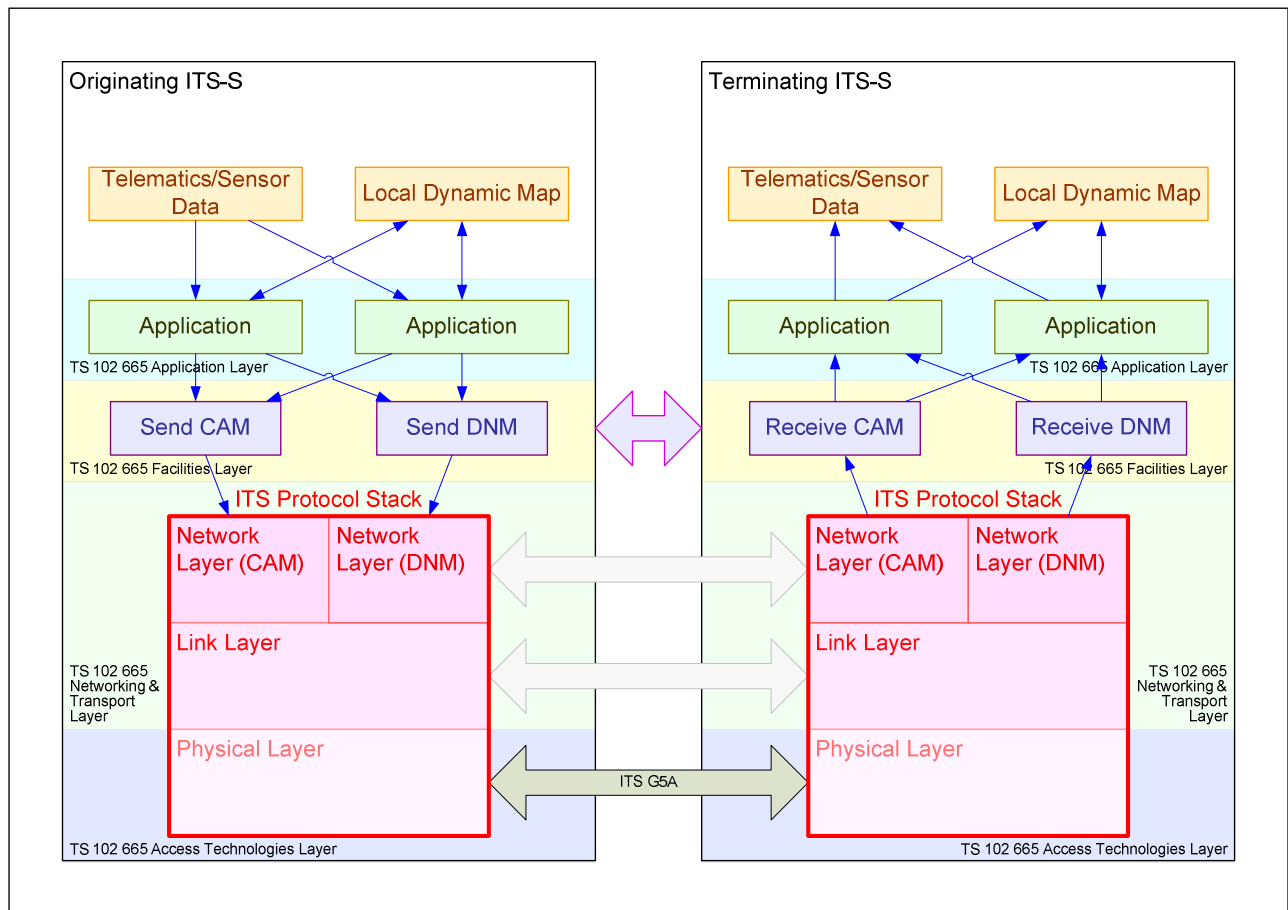 Originating ITS-S
Telematics/Sensor
Data
Local Dynamic Map
Application
Application
TS 102 665 Application Layer
Send CAM
Send DNM
TS 102 665 Facilities Layer
ITS Protocol Stack
Network
Layer (CAM)
Network
Layer (DNM)
Link Layer
TS 102 665
Networking &
Transport
Layer
Physical Layer
TS 102 665 Access Technologies Layer
ITS G5A
Terminating ITS-S
Telematics/Sensor
Data
Local Dynamic Map
Application
Application
TS 102 665 Application Layer
Receive CAM
Receive DNM
TS 102 665 Facilities Layer
ITS Protocol Stack
Network
Layer (CAM)
Network
Layer (DNM)
Link Layer
TS 102 665
Networking &
Transport
Layer
Physical Layer
TS 102 665 Access Technologies Layer